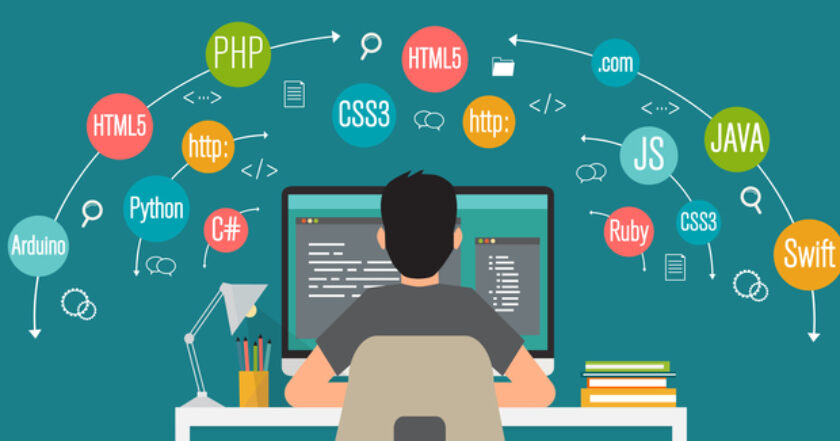 PHP
HTML5
.com
HTML5
CSS3
http:
JAVA
http:
JS
Python
C#
Ruby
CSS3
Arduino
Swift